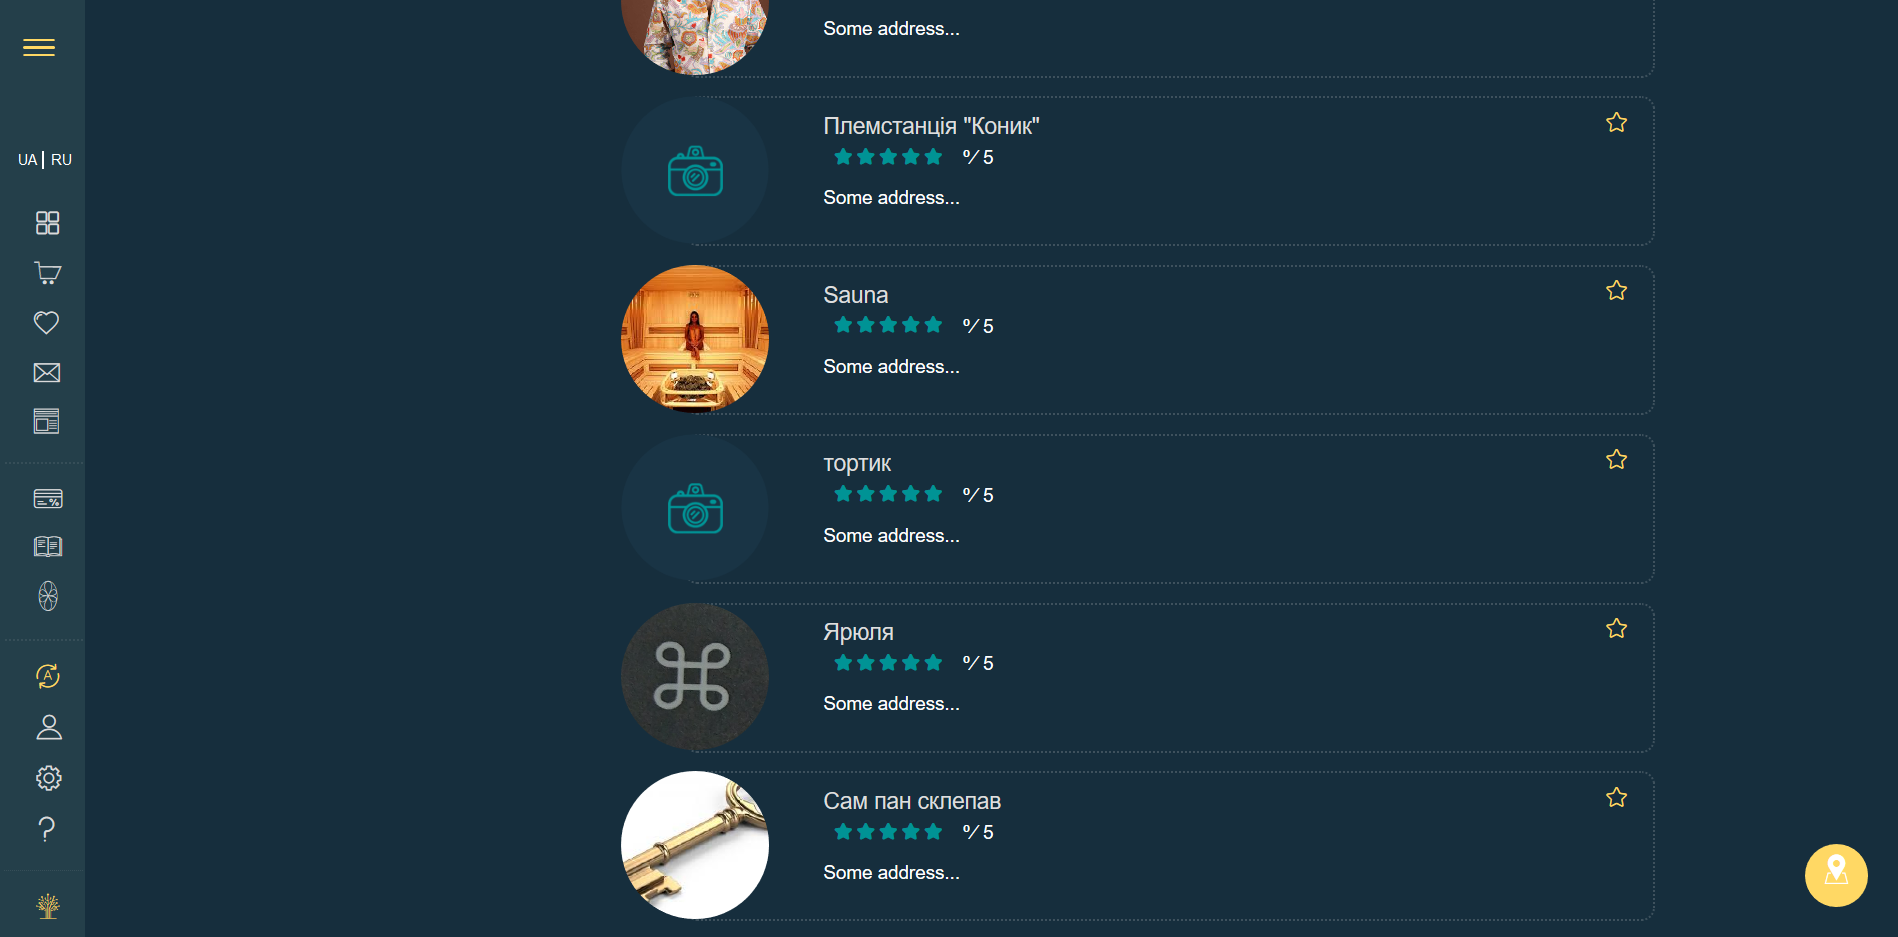 UA | RU
Some address...
Племстанція "Коник"
0/5
Some address...
Sauna
0/5
Some address...
тортик
0/5
Some address...
Ярюля
0/5
Some address...
Сам пан склепав
0/5
Some address...